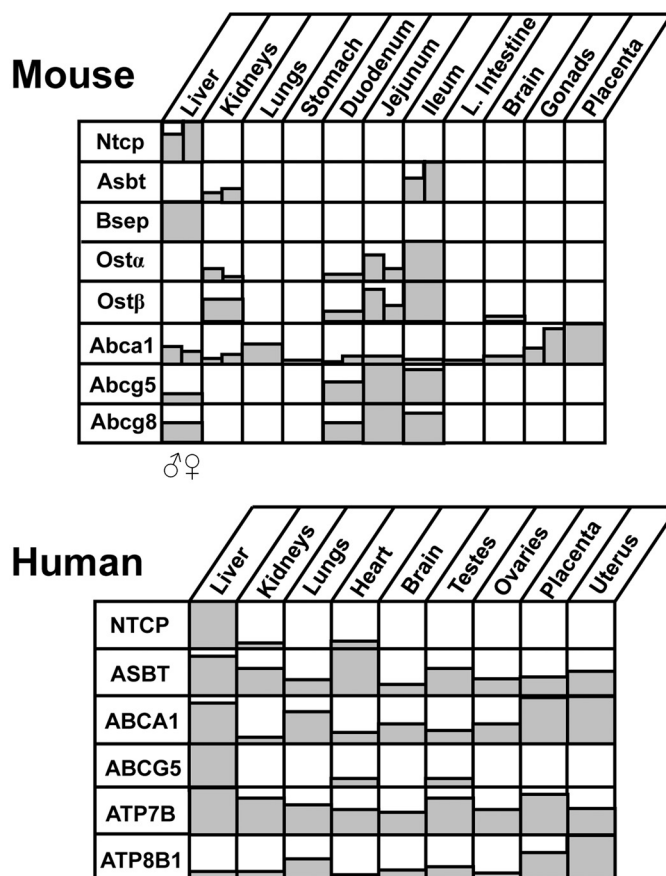 Mouse
Liver
Kidneys
Lungs
Stomach
Duodenum
Jejunum
Ileum
L. Intestine
Brain
Gonads
Placenta
Ntcp
Asbt
Bsep
Ostα
Ostβ
Abca1
Abcg5
Abcg8
♂♀
Human
Liver
Kidneys
Lungs
Heart
Brain
Testes
Ovaries
Placenta
Uterus
NTCP
ASBT
ABCA1
ABCG5
ATP7B
ATP8B1